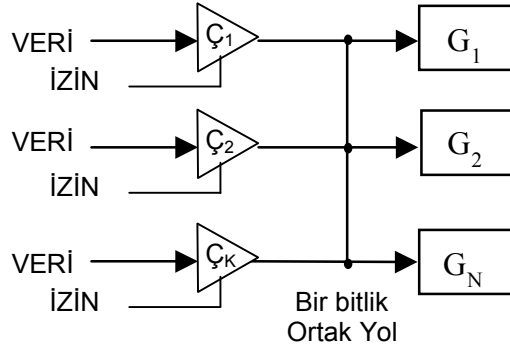 VERİ Ç1 G1
İZİN
VERİ Ç2 G2
İZİN
VERİ ÇK GN
İZİN
Bir bitlik
Ortak Yol